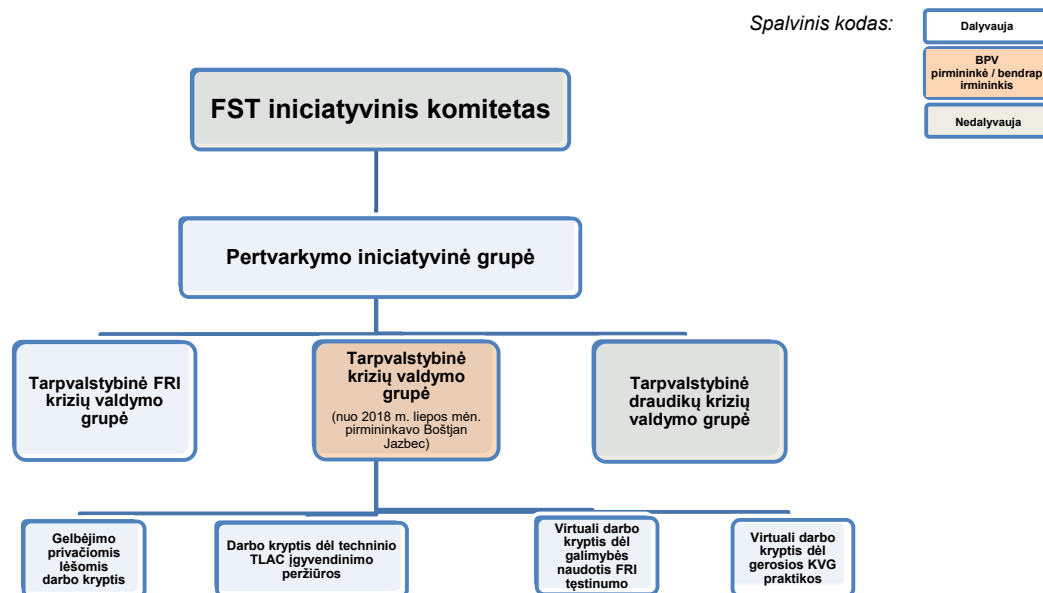 Spalvinis kodas:
Dalyvauja
BPV
pirmininkė / bendrap
irmininkis
Nedalyvauja
FST iniciatyvinis komitetas
Pertvarkymo iniciatyvinė grupė
Tarpvalstybinė FRI
krizių valdymo
grupė
Tarpvalstybinė
krizių valdymo
grupė
(nuo 2018 m. liepos mėn.
pirmininkavo Boštjan
Jazbec)
Tarpvalstybinė
draudikų krizių
valdymo grupė
Gelbėjimo
privačiomis
lėšomis
darbo kryptis
Darbo kryptis dėl techninio
TLAC įgyvendinimo
peržiūros
Virtuali darbo
kryptis dėl
galimybės
naudotis FRI
tęstinumo
Virtuali darbo
kryptis dėl
gerosios KVG
praktikos